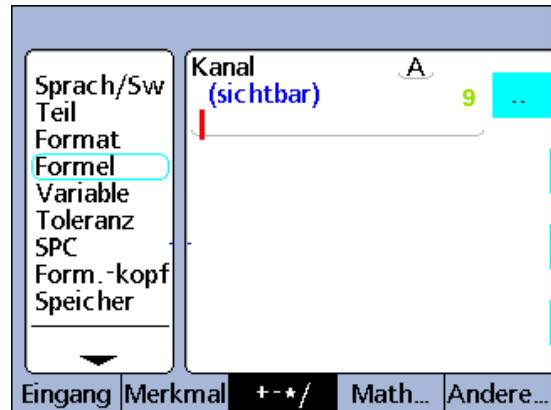 Sprach/Sw
Teil
Format
Formel
Variable
Toleranz
SPC
Form.-kopf
Speicher
Kanal A
(sichtbar) 9 ..
Eingang Merkmal +-*/ Math... Andere...